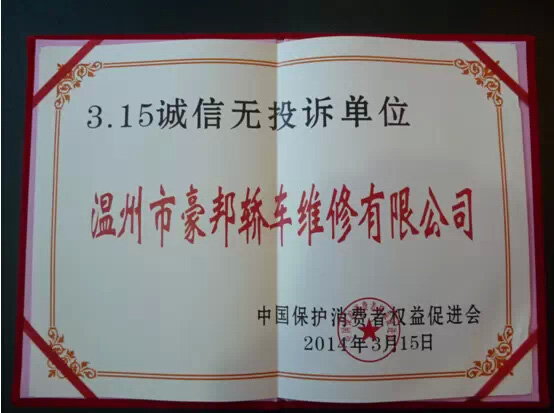 3.15诚信无投诉单位
温州市豪邦轿车维修有限公司
中国保护消费者权益促进会
2014年3月15日